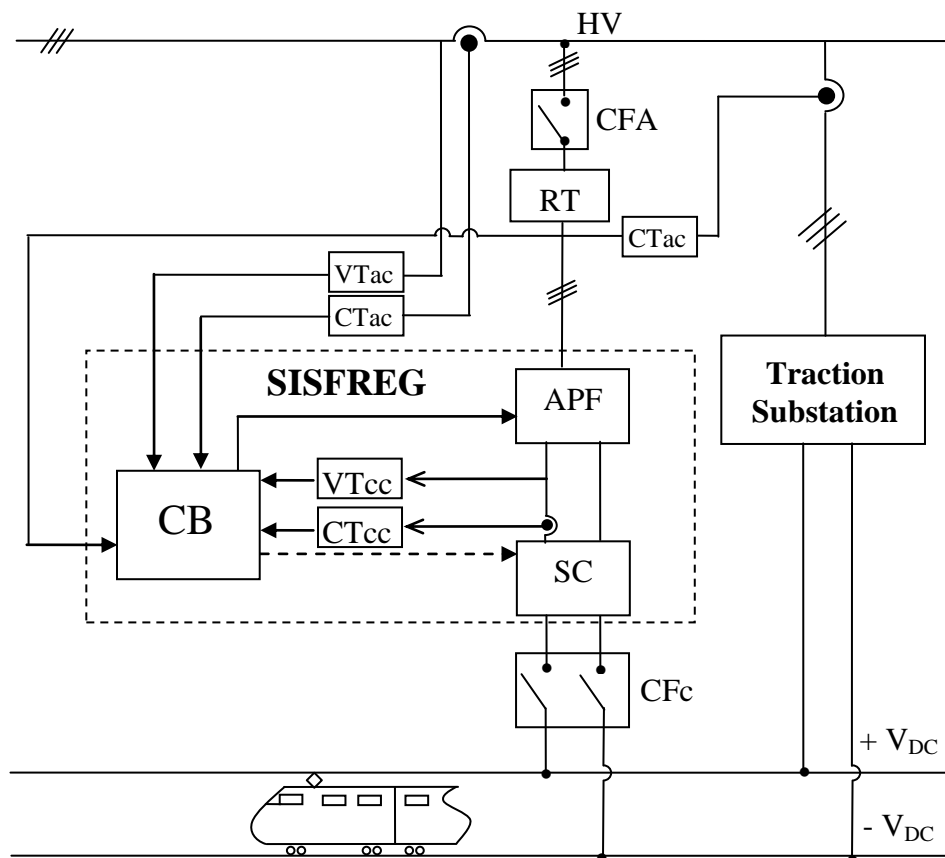 HV
CFA
RT
CTac
VTac
CTac
SISFREG
APF
Traction
Substation
VTcc
CB
CTcc
SC
CFc
+ V_DC
- V_DC